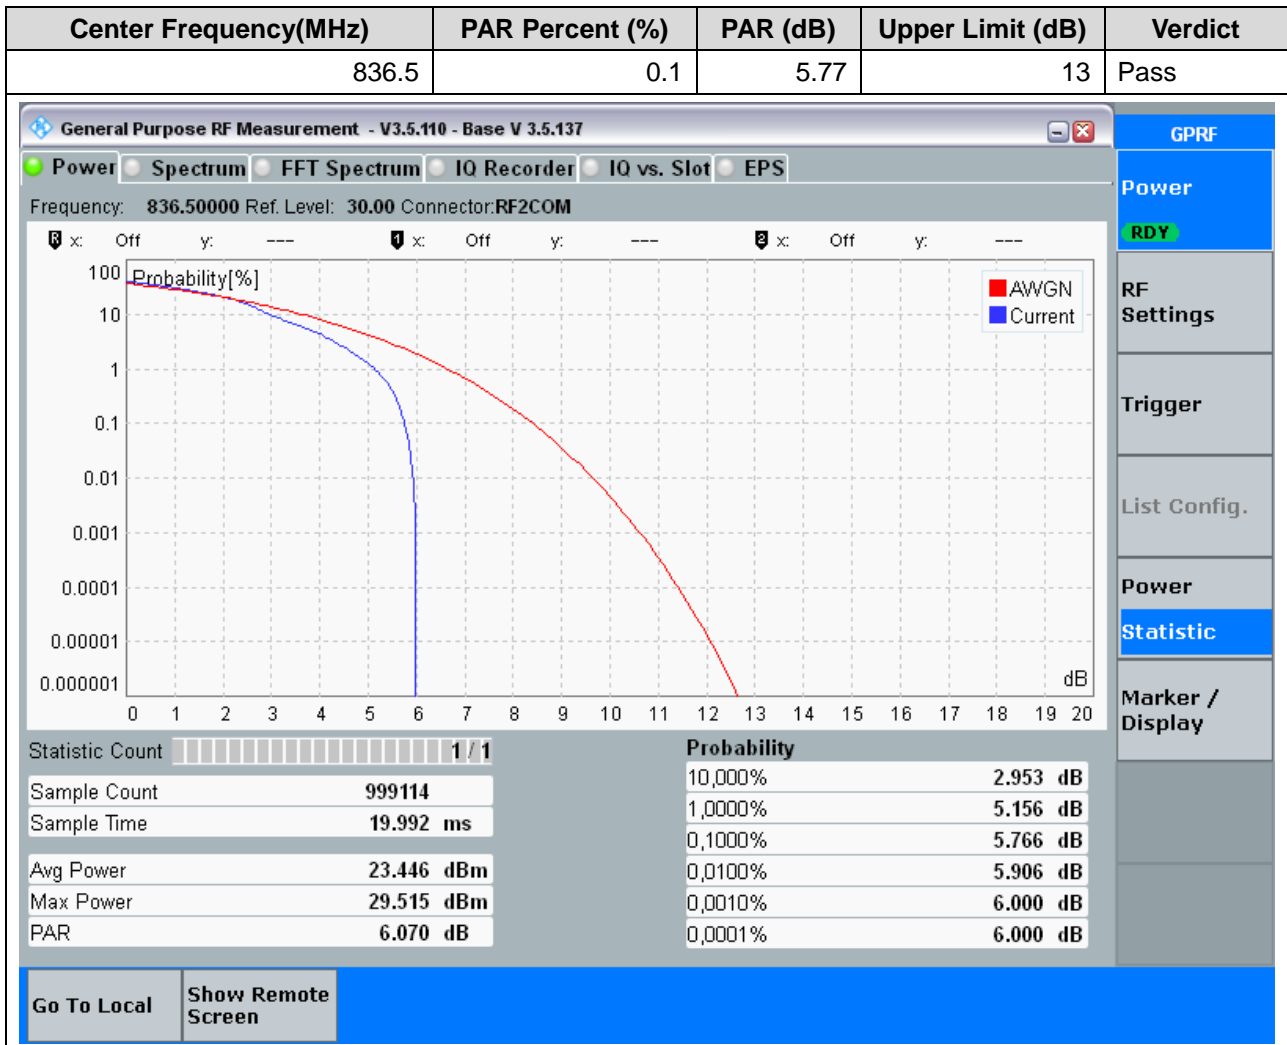 Center Frequency(MHz) PAR Percent (%) PAR (dB) Upper Limit (dB) Verdict
836.5 0.1 5.77 13 Pass
General Purpose RF Measurement - V3.5.110 - Base V 3.5.137
GPRF
Power Spectrum FFT Spectrum IQ Recorder IQ vs. Slot EPS
Power
RDY
Frequency: 836.50000 Ref. Level: 30.00 Connector:RF2COM
R x: Off y: --- 1 x: Off y: --- 2 x: Off y: ---
Probability[%]
100
10
1
0.1
0.01
0.001
0.0001
0.00001
0.000001
AWGN
Current
dB
0 1 2 3 4 5 6 7 8 9 10 11 12 13 14 15 16 17 18 19 20
RF
Settings
Trigger
List Config.
Power
Statistic
Marker /
Display
Statistic Count 1 / 1
Sample Count 999114
Sample Time 19.992 ms
Avg Power 23.446 dBm
Max Power 29.515 dBm
PAR 6.070 dB
Probability
10,000% 2.953 dB
1,0000% 5.156 dB
0,1000% 5.766 dB
0,0100% 5.906 dB
0,0010% 6.000 dB
0,0001% 6.000 dB
Go To Local
Show Remote
Screen